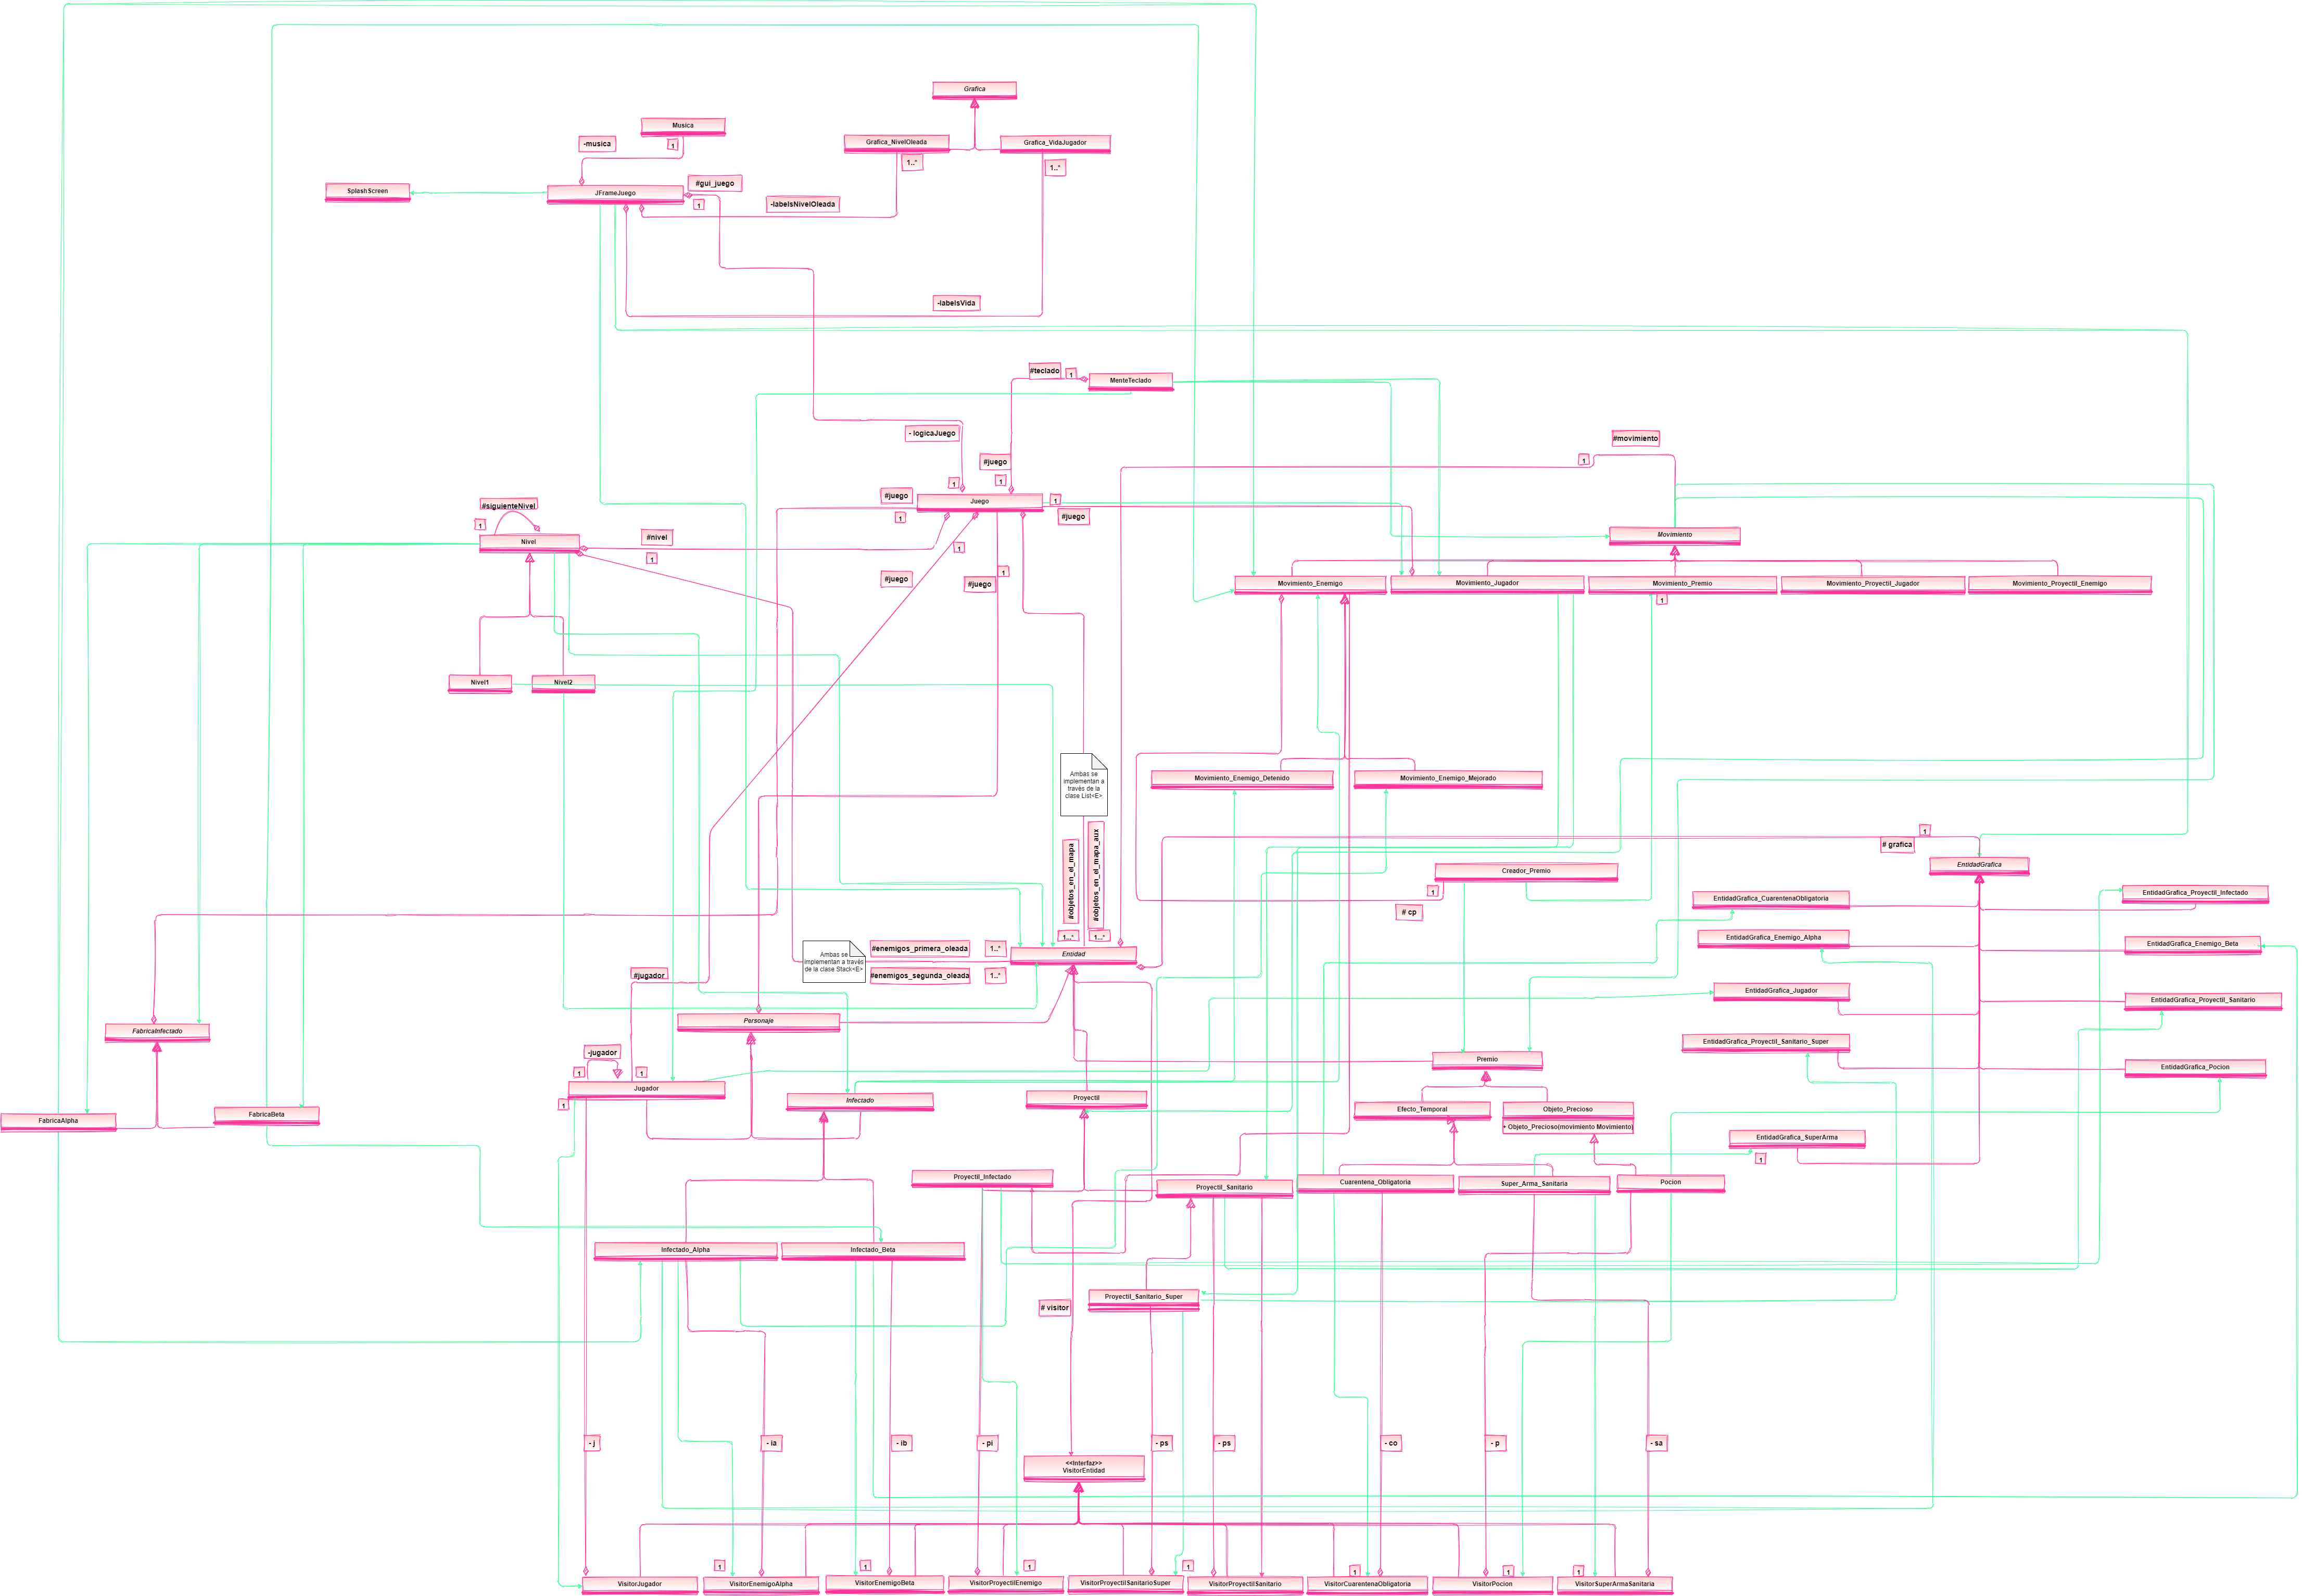 Grafica
Musica
-musica
1
Grafica_NivelOleada
Grafica_VidaJugador
1..*
1..*
SplashScreen
JFrameJuego
#gui_juego
1
-labelsNivelOleada
-labelsVida
#teclado
1
MenteTeclado
- logicaJuego
#movimiento
#juego
1
1
1
#juego
Juego
1
#juego
1
#siguienteNivel
1
Nivel
#nivel
1
1
Movimiento
#juego
#juego
1
Movimiento_Enemigo
Movimiento_Jugador
Movimiento_Premio
Movimiento_Proyectil_Jugador
Movimiento_Proyectil_Enemigo
1
Nivel1
Nivel2
Ambas se
implementan a
través de la
clase List<E>
Movimiento_Enemigo_Detenido
Movimiento_Enemigo_Mejorado
#objetos_en_el_mapa
#objetos_en_el_mapa_aux
1
# grafica
EntidadGrafica
Creador_Premio
1
# cp
EntidadGrafica_CuarentenaObligatoria
EntidadGrafica_Proyectil_Infectado
1...*
1...*
EntidadGrafica_Enemigo_Alpha
EntidadGrafica_Enemigo_Beta
Ambas se
implementan a través
de la clase Stack<E>
#enemigos_primera_oleada
1..*
Entidad
#jugador
#enemigos_segunda_oleada
1..*
EntidadGrafica_Jugador
EntidadGrafica_Proyectil_Sanitario
FabricaInfectado
Personaje
EntidadGrafica_Proyectil_Sanitario_Super
-jugador
Premio
EntidadGrafica_Pocion
1
1
Jugador
1
Infectado
Proyectil
Efecto_Temporal
Objeto_Precioso
+ Objeto_Precioso(movimiento Movimiento)
FabricaAlpha
FabricaBeta
EntidadGrafica_SuperArma
1
Proyectil_Infectado
Proyectil_Sanitario
Cuarentena_Obligatoria
Super_Arma_Sanitaria
Pocion
Infectado_Alpha
Infectado_Beta
Proyectil_Sanitario_Super
# visitor
- j
- ia
- ib
- pi
- ps
- ps
- co
- p
- sa
<<Interfaz>>
VisitorEntidad
1
1
1
1
1
1
1
VisitorJugador
VisitorEnemigoAlpha
VisitorEnemigoBeta
VisitorProyectilEnemigo
VisitorProyectilSanitarioSuper
VisitorProyectilSanitario
VisitorCuarentenaObligatoria
VisitorPocion
VisitorSuperArmaSanitaria